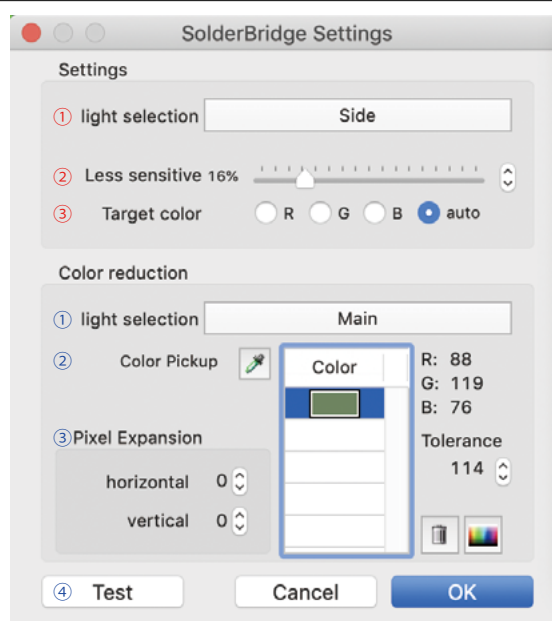 SolderBridge Settings
Settings
① light selection Side
② Less sensitive 16%
③ Target color R G B auto
Color reduction
① light selection Main
② Color Pickup Color R: 88
G: 119
B: 76
③Pixel Expansion Tolerance
horizontal 0 114
vertical 0
④ Test Cancel OK